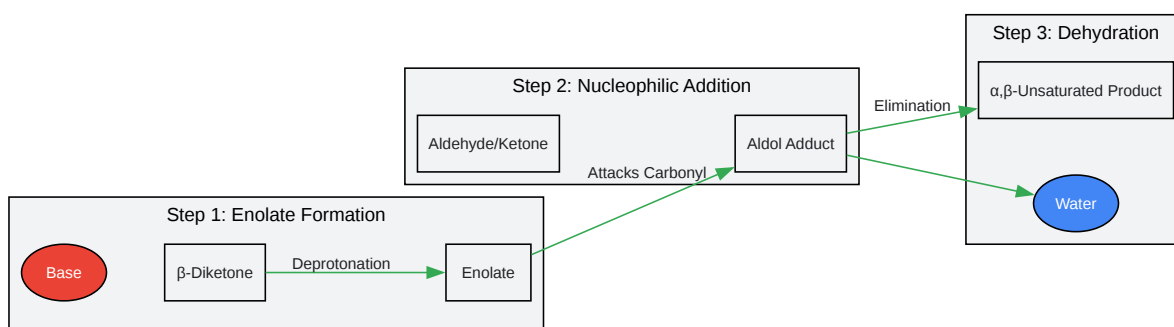 Step 1: Enolate Formation
Base
β-Diketone
Deprotonation
Enolate
Step 2: Nucleophilic Addition
Aldehyde/Ketone
Attacks Carbonyl
Aldol Adduct
Elimination
Step 3: Dehydration
α,β-Unsaturated Product
Water